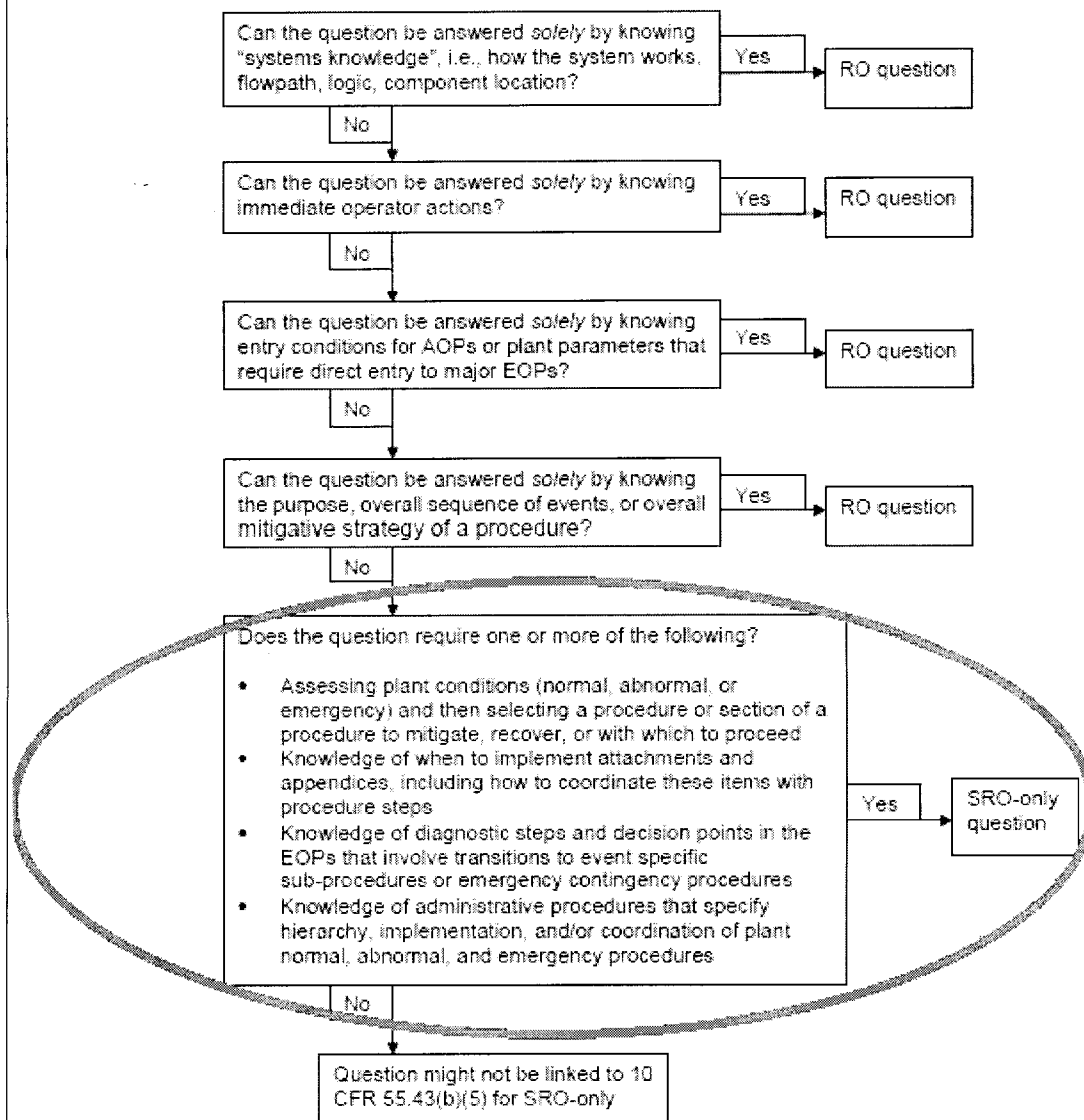 Can the question be answered solely by knowing
"systems knowledge", i.e., how the system works,
flowpath, logic, component location?
Yes
RO question
No
Can the question be answered solely by knowing
immediate operator actions?
Yes
RO question
No
Can the question be answered solely by knowing
entry conditions for AOPs or plant parameters that
require direct entry to major EOPs?
Yes
RO question
No
Can the question be answered solely by knowing
the purpose, overall sequence of events, or overall
mitigative strategy of a procedure?
Yes
RO question
No
Does the question require one or more of the following?
• Assessing plant conditions (normal, abnormal, or
emergency) and then selecting a procedure or section of a
procedure to mitigate, recover, or with which to proceed
• Knowledge of when to implement attachments and
appendices, including how to coordinate these items with
procedure steps
• Knowledge of diagnostic steps and decision points in the
EOPs that involve transitions to event specific
sub-procedures or emergency contingency procedures
• Knowledge of administrative procedures that specify
hierarchy, implementation, and/or coordination of plant
normal, abnormal, and emergency procedures
Yes
SRO-only
question
No
Question might not be linked to 10
CFR 55.43(b)(5) for SRO-only